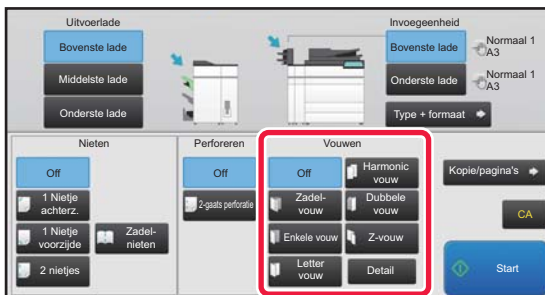 Uitvoerlade
Bovenste lade
Middelste lade
Onderste lade
Invoegeenheid
Bovenste lade
Normaal 1
A3
Onderste lade
Normaal 1
A3
Type + formaat
Nieten
Off
1 Nietje
achterz.
1 Nietje
voorzijde
Zadel-
nieten
2 nietjes
Perforeren
Off
2-gaats perforatie
Vouwen
Off
Harmonic
vouw
Zadel-
vouw
Dubbele
vouw
Enkele vouw
Z-vouw
Letter
vouw
Detail
Kopie/pagina's
CA
Start